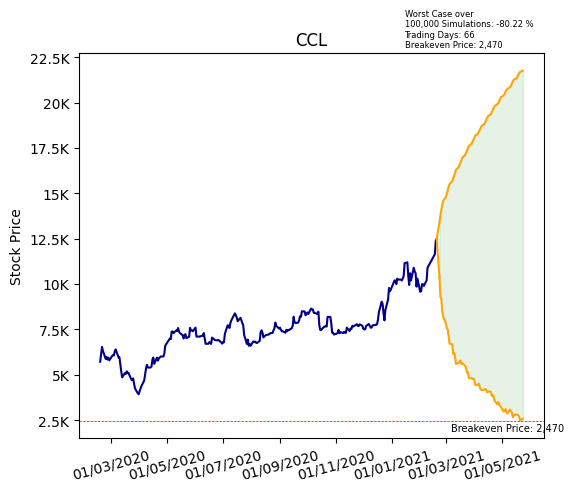 Worst Case over
100,000 Simulations: -80.22 %
Trading Days: 66
Breakeven Price: 2,470
CCL
Stock Price
22.5K
20K
17.5K
15K
12.5K
10K
7.5K
5K
2.5K
Breakeven Price: 2,470
01/03/2020
01/05/2020
01/07/2020
01/09/2020
01/11/2020
01/01/2021
01/03/2021
01/05/2021